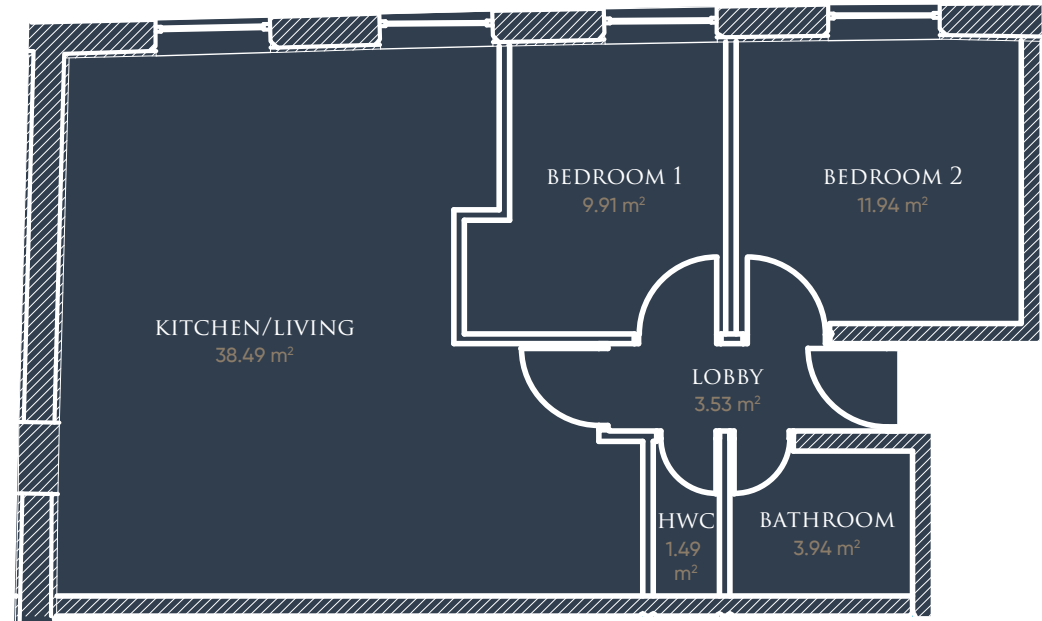 BEDROOM 1
9.91 m²
BEDROOM 2
11.94 m²
KITCHEN/LIVING
38.49 m²
LOBBY
3.53 m²
HWC
1.49
m²
BATHROOM
3.94 m²